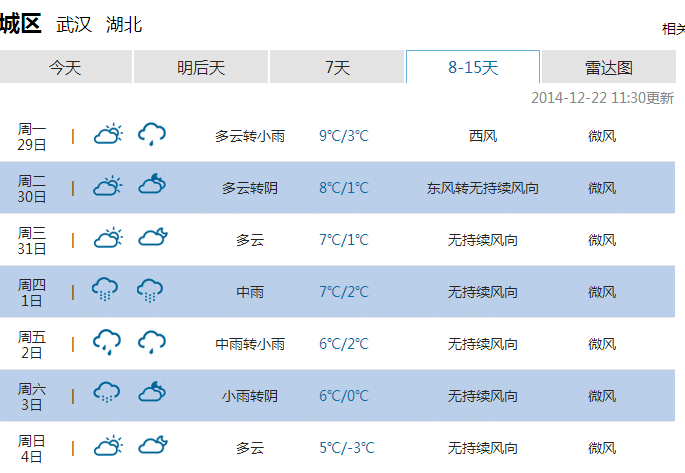 城区 武汉 湖北
相关
今天 明后天 7天 8-15天 雷达图
2014-12-22 11:30更新
周一
29日
多云转小雨 9℃/3℃ 西风 微风
周二
30日
多云转阴 8℃/1℃ 东风转无持续风向 微风
周三
31日
多云 7℃/1℃ 无持续风向 微风
周四
1日
中雨 7℃/2℃ 无持续风向 微风
周五
2日
中雨转小雨 6℃/2℃ 无持续风向 微风
周六
3日
小雨转阴 6℃/0℃ 无持续风向 微风
周日
4日
多云 5℃/-3℃ 无持续风向 微风